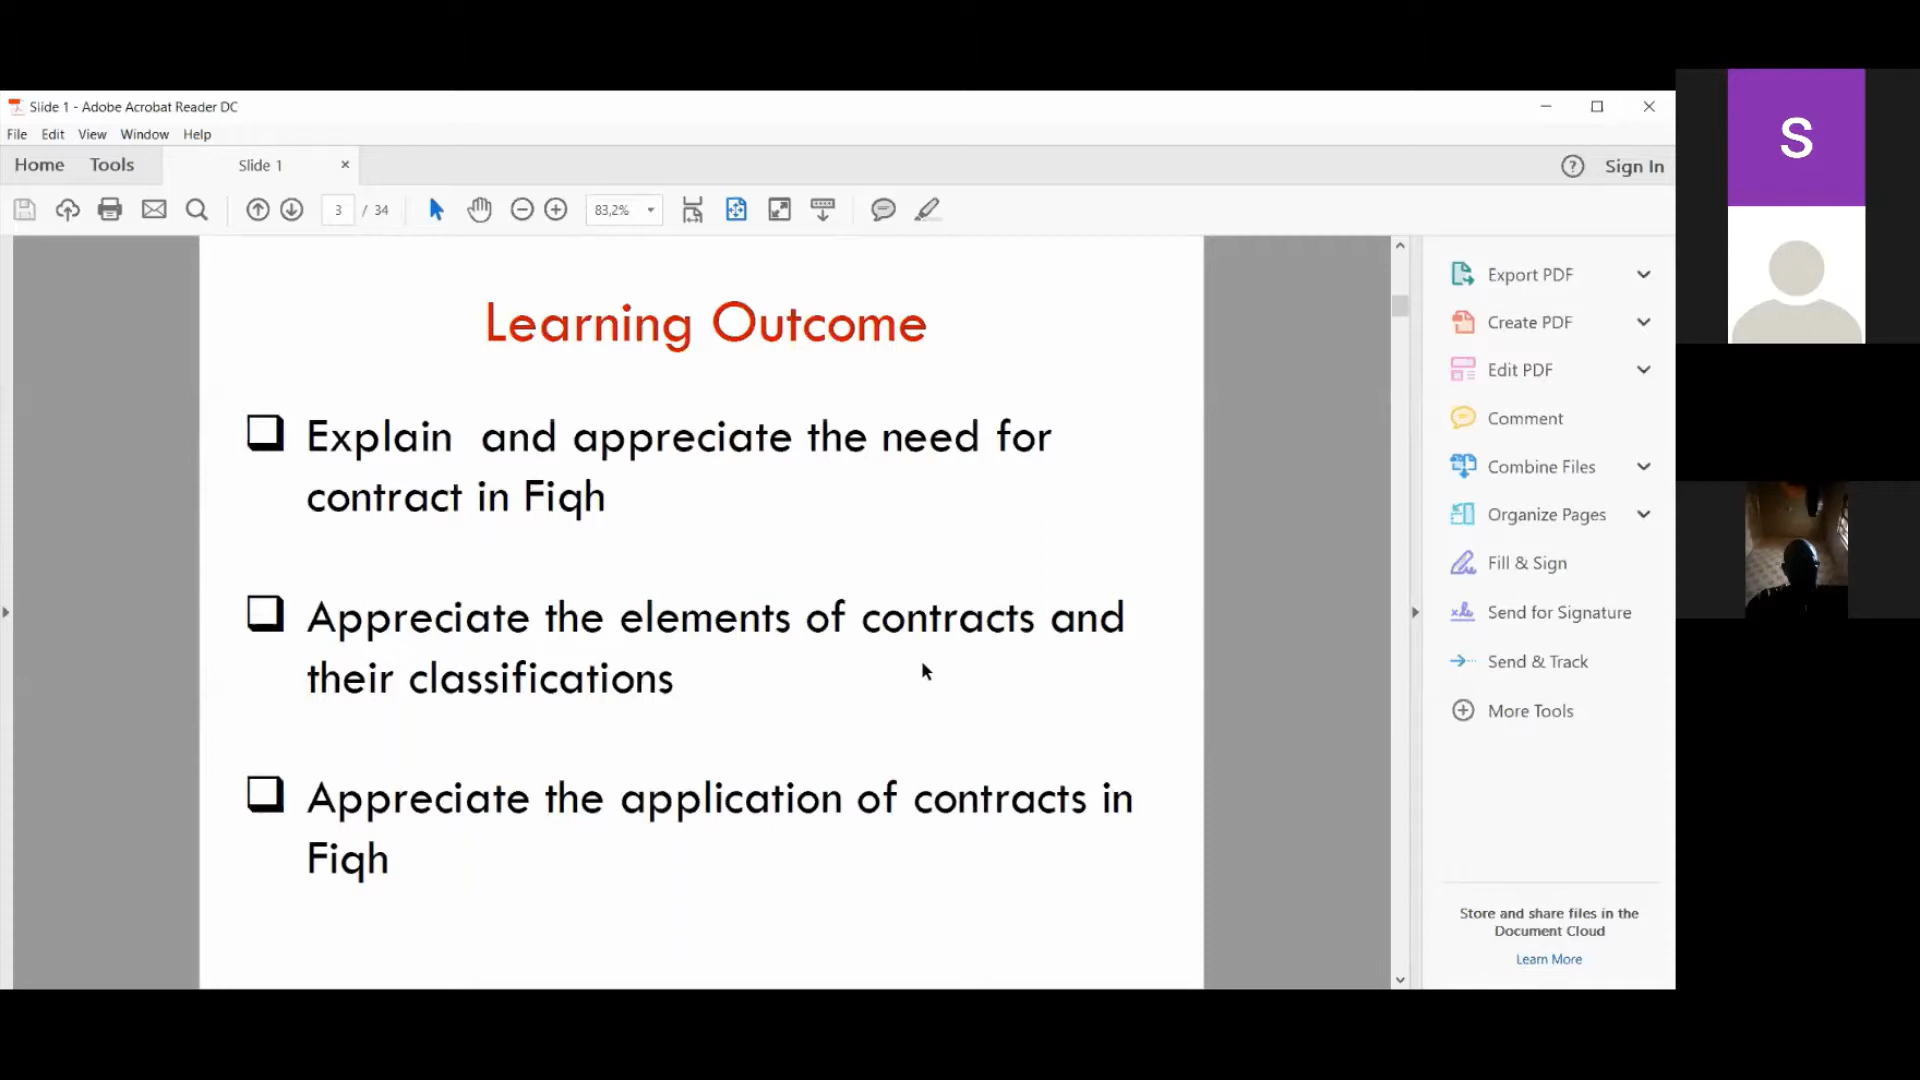 Slide 1 - Adobe Acrobat Reader DC
File Edit View Window Help
Home Tools Slide 1 Sign In
3 / 34 83,2%
Learning Outcome
Explain and appreciate the need for
contract in Fiqh
Appreciate the elements of contracts and
their classifications
Appreciate the application of contracts in
Fiqh
Export PDF
Create PDF
Edit PDF
Comment
Combine Files
Organize Pages
Fill & Sign
Send for Signature
Send & Track
More Tools
Store and share files in the
Document Cloud
Learn More
S